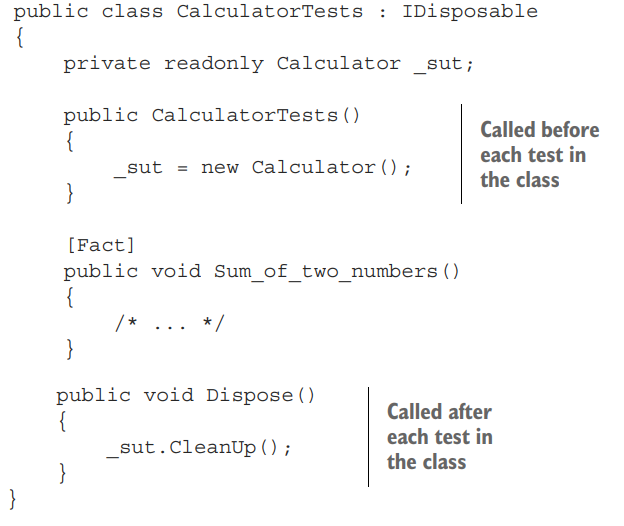 public class CalculatorTests : IDisposable
{
private readonly Calculator _sut;
public CalculatorTests()
{
_sut = new Calculator();
}
Called before
each test in
the class
[Fact]
public void Sum_of_two_numbers()
{
/* ... */
}
public void Dispose()
{
_sut.CleanUp();
}
Called after
each test in
the class
}